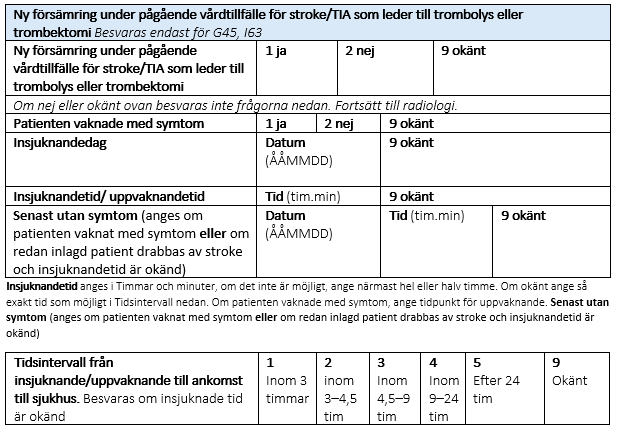 Ny försämring under pågående vårdtillfälle för stroke/TIA som leder till trombolys eller
trombektomi Besvaras endast för G45, I63
Ny försämring under pågående 1 ja 2 nej 9 okänt
vårdtillfälle för stroke/TIA som leder till
trombolys eller trombektomi
Om nej eller okänt ovan besvaras inte frågorna nedan. Fortsätt till radiologi.
Patienten vaknade med symtom 1 ja 2 nej 9 okänt
Insjuknandedag Datum 9 okänt
(ÅÅMMDD)
Insjuknandetid/ uppvaknandetid Tid (tim.min) 9 okänt
Senast utan symtom (anges om Datum Tid (tim.min) 9 okänt
patienten vaknat med symtom eller om (ÅÅMMDD)
redan inlagd patient drabbas av stroke
och insjuknandetid är okänd)
Insjuknandetid anges i Timmar och minuter, om det inte är möjligt, ange närmast hel eller halv timme. Om okänt ange så
exakt tid som möjligt i Tidsintervall nedan. Om patienten vaknade med symtom, ange tidpunkt för uppvaknande. Senast utan
symtom (anges om patienten vaknat med symtom eller om redan inlagd patient drabbas av stroke och insjuknandetid är
okänd)
Tidsintervall från 1 2 3 4 5 9
insjuknande/uppvaknande till ankomst Inom 3 inom Inom Inom Efter 24 Okänt
till sjukhus. Besvaras om insjuknade tid timmar 3–4,5 4,5–9 9–24 tim
är okänd tim tim tim